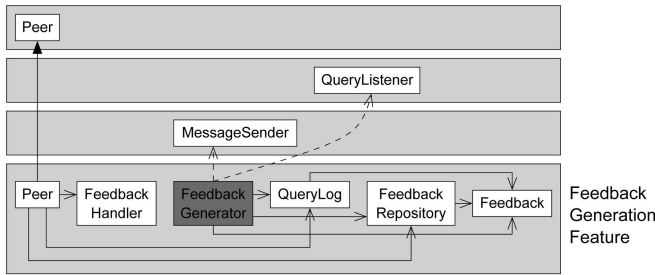 Peer
QueryListener
MessageSender
Peer
Feedback
Handler
Feedback
Generator
QueryLog
Feedback
Repository
Feedback
Feedback
Generation
Feature